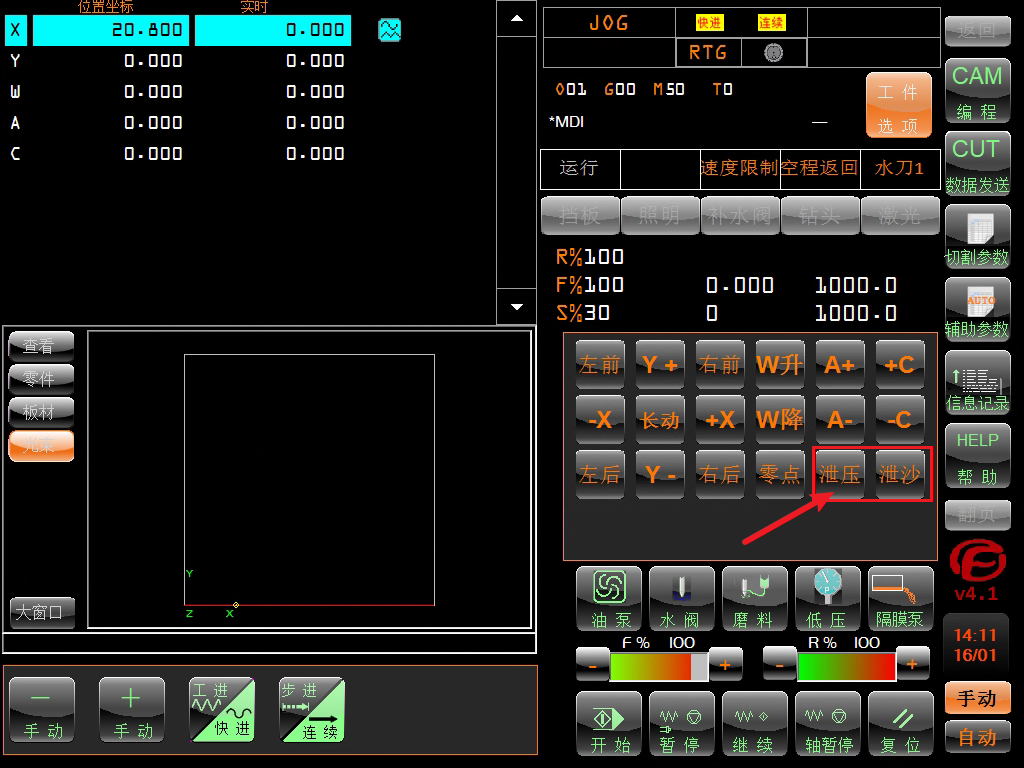 位置坐标 实时
X 20.800 0.000
Y 0.000 0.000
W 0.000 0.000
A 0.000 0.000
C 0.000 0.000
查看
零件
板材
光束
大窗口
Y
Z X
手动 手动 工进 快进 步进 连续
JOG 快进 连续
RTG
O01 G00 M50 T0
*MDI —
工件
选项
运行 速度限制 空程返回 水刀1
挡板 照明 补水阀 钻头 激光
R%100
F%100 0.000 1000.0
S%30 0 1000.0
左前 Y + 右前 W升 A+ +C
-X 长动 +X W降 A- -C
左后 Y - 右后 零点 泄压 泄沙
油泵 水阀 磨料 低压 隔膜泵
F % 100 R % 100
- + - +
开始 暂停 继续 轴暂停 复位
返回
CAM
编程
CUT
数据发送
切割参数
AUTO
辅助参数
信息记录
HELP
帮助
翻页
v4.1
14:11
16/01
手动
自动